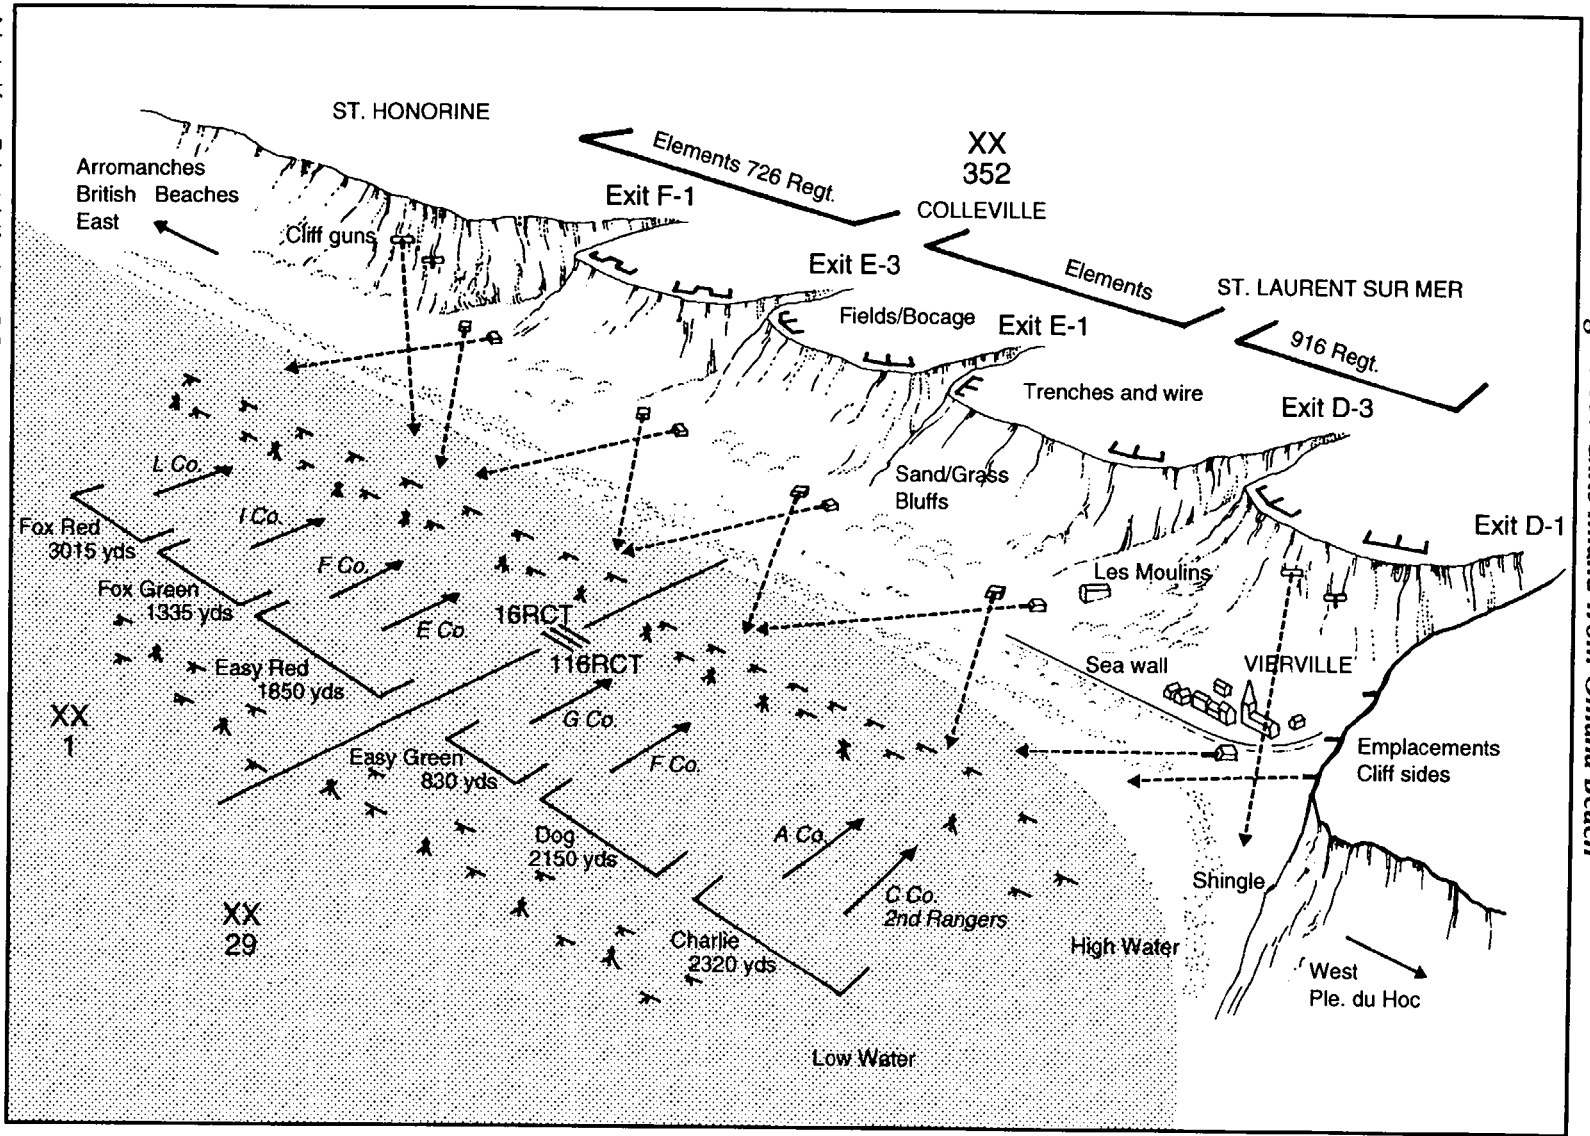 ST. HONORINE
Elements 726 Regt.
XX
352
Arromanches
British Beaches
East
Exit F-1
COLLEVILLE
Cliff guns
Exit E-3
Elements
ST. LAURENT SUR MER
Fields/Bocage
Exit E-1
916 Regt.
Trenches and wire
Exit D-3
L Co.
Sand/Grass
Bluffs
I Co.
Fox Red
3015 yds
Exit D-1
F Co.
Les Moulins
Fox Green
1335 yds
E Co.
16RCT
116RCT
Easy Red
1850 yds
Sea wall
VIERVILLE
XX
1
G Co.
Easy Green
830 yds
F Co.
Emplacements
Cliff sides
Dog
2150 yds
A Co.
Shingle
C Co.
2nd Rangers
XX
29
Charlie
2320 yds
High Water
West
Pte. du Hoc
Low Water
Beach